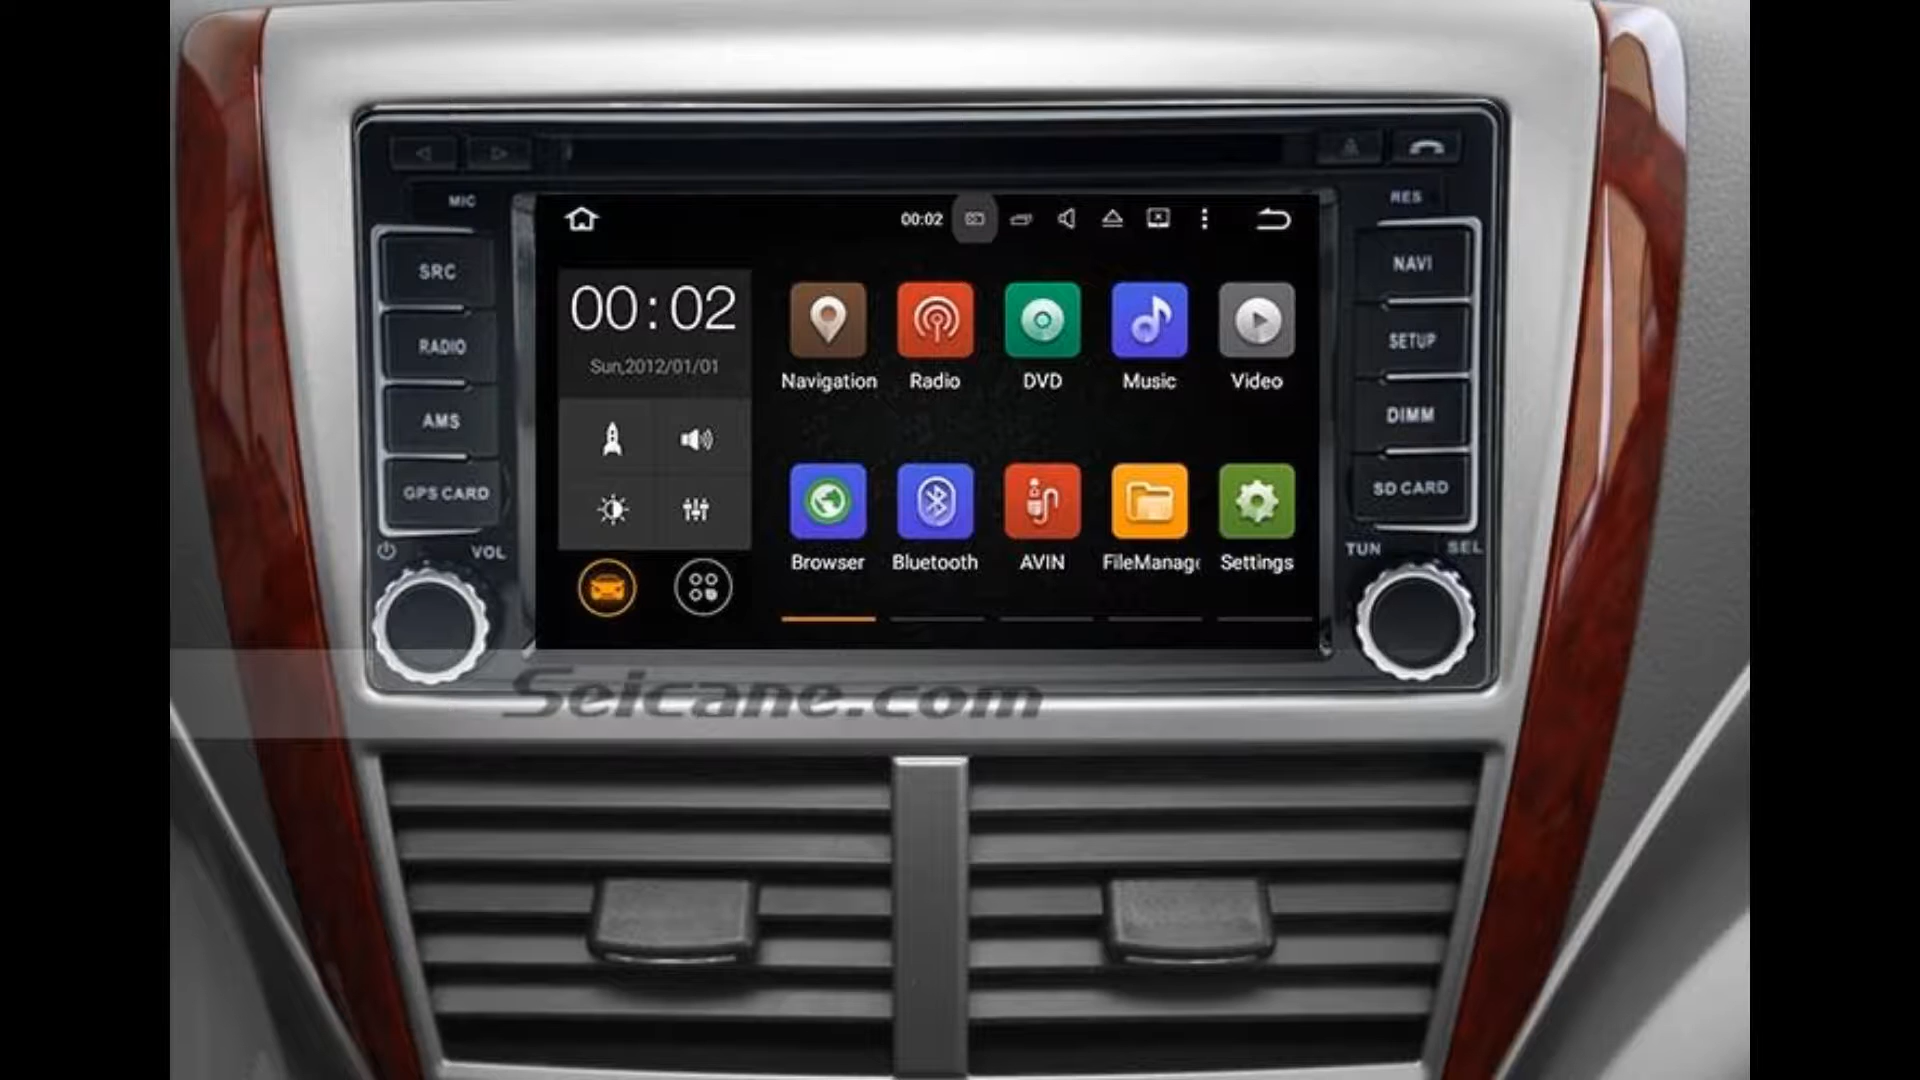 MIC
RES
00:02
SRC
RADIO
AMS
GPS CARD
VOL
00:02
Sun,2012/01/01
Navigation
Radio
DVD
Music
Video
Browser
Bluetooth
AVIN
FileManag
Settings
NAVI
SETUP
DIMM
SD CARD
TUN
SEL
Seicane.com